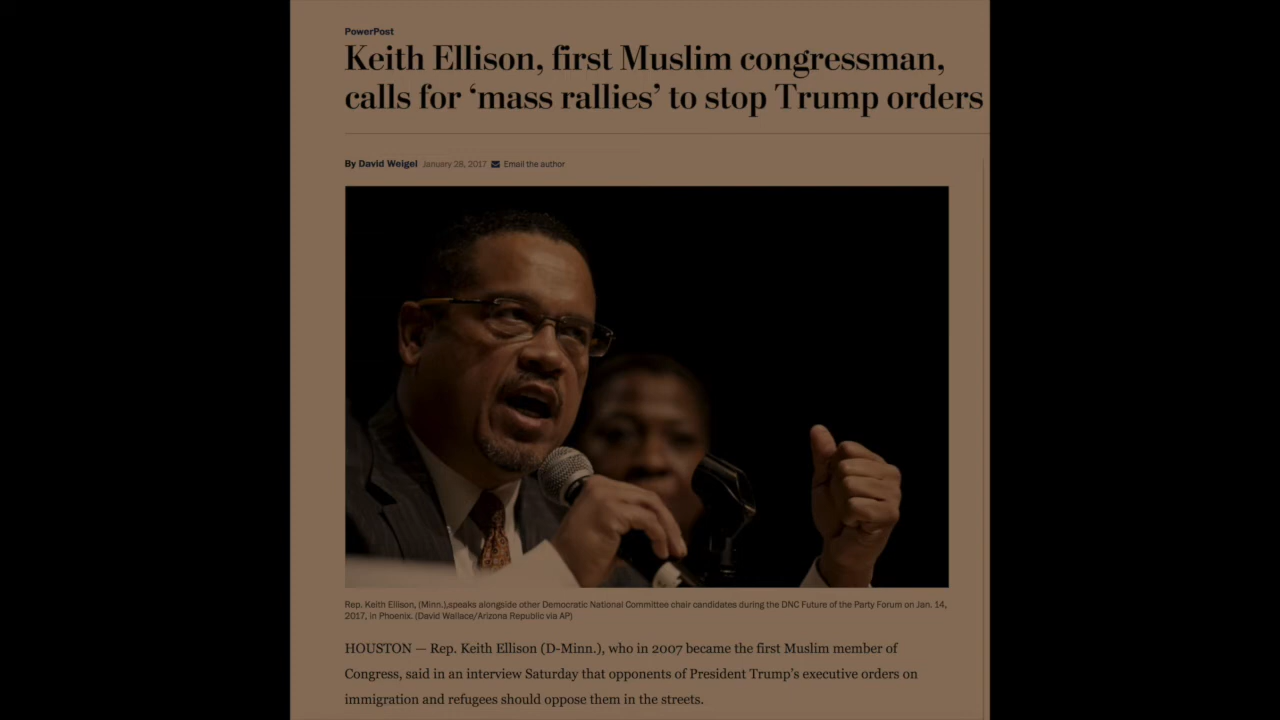 PowerPost
Keith Ellison, first Muslim congressman,
calls for ‘mass rallies’ to stop Trump orders
By David Weigel January 28, 2017 Email the author
Rep. Keith Ellison, (Minn.),speaks alongside other Democratic National Committee chair candidates during the DNC Future of the Party Forum on Jan. 14,
2017, in Phoenix. (David Wallace/Arizona Republic via AP)
HOUSTON — Rep. Keith Ellison (D-Minn.), who in 2007 became the first Muslim member of
Congress, said in an interview Saturday that opponents of President Trump’s executive orders on
immigration and refugees should oppose them in the streets.